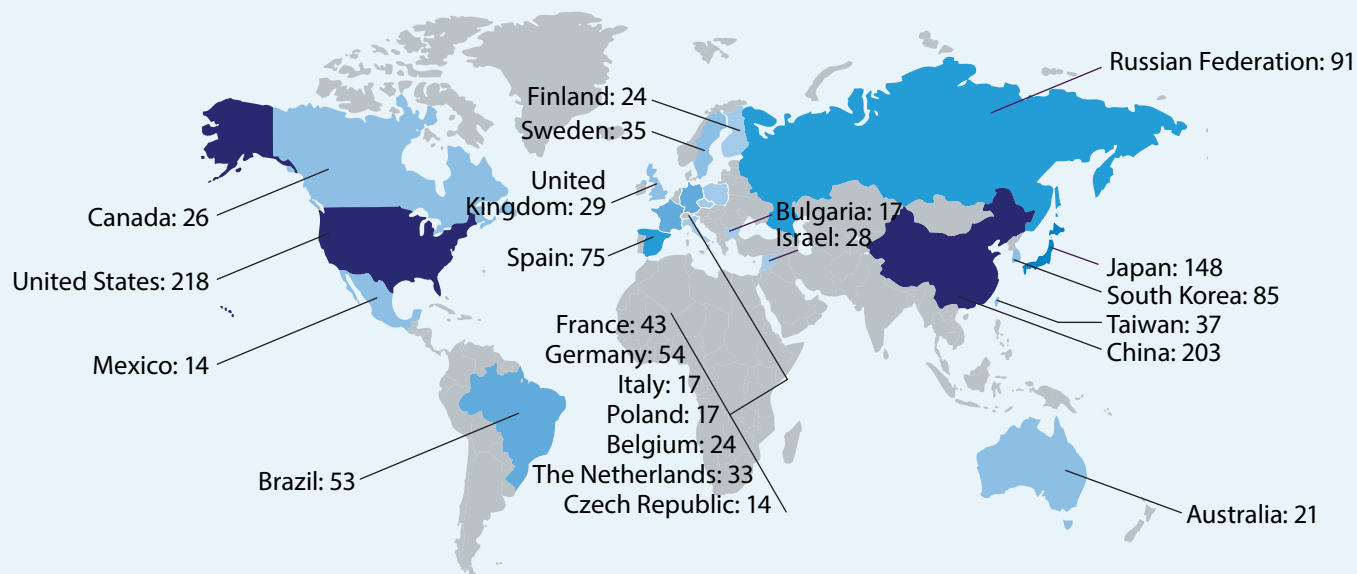 Russian Federation: 91
Finland: 24
Sweden: 35
United
Kingdom: 29
Canada: 26
Bulgaria: 17
Israel: 28
Spain: 75
United States: 218
Japan: 148
South Korea: 85
Taiwan: 37
China: 203
Mexico: 14
France: 43
Germany: 54
Italy: 17
Poland: 17
Belgium: 24
The Netherlands: 33
Czech Republic: 14
Brazil: 53
Australia: 21